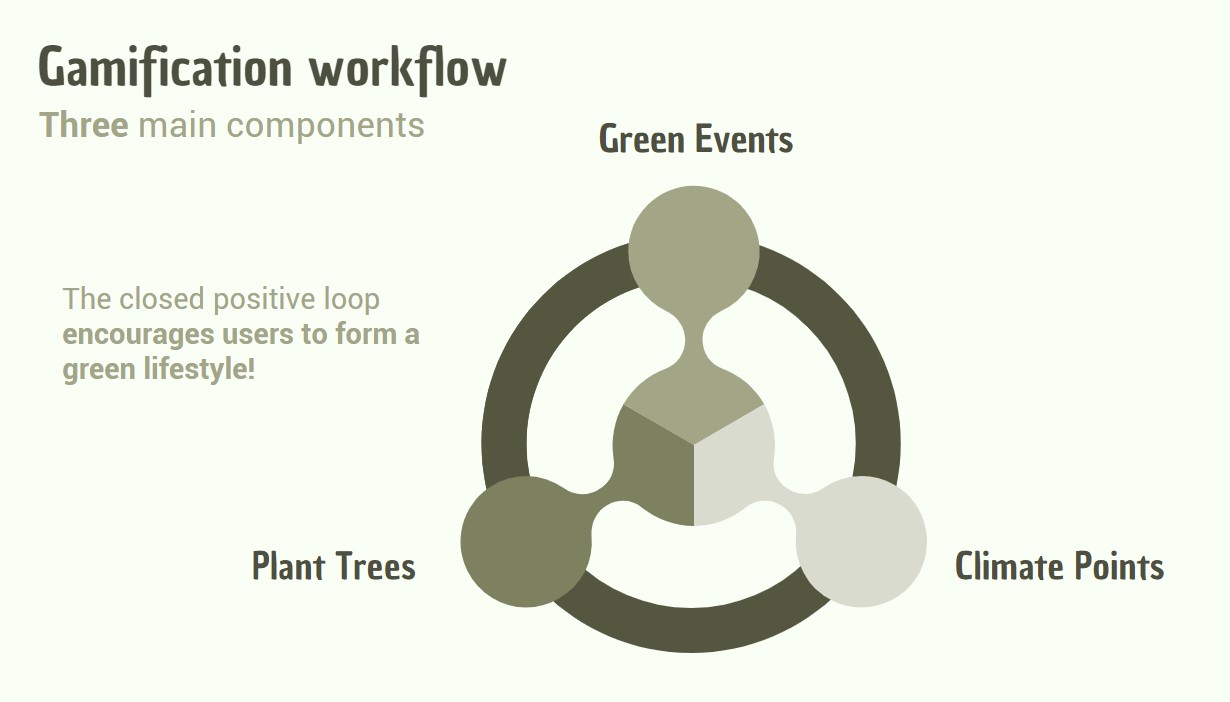 Gamification workflow
Three main components
Green Events
The closed positive loop
encourages users to form a
green lifestyle!
Plant Trees
Climate Points